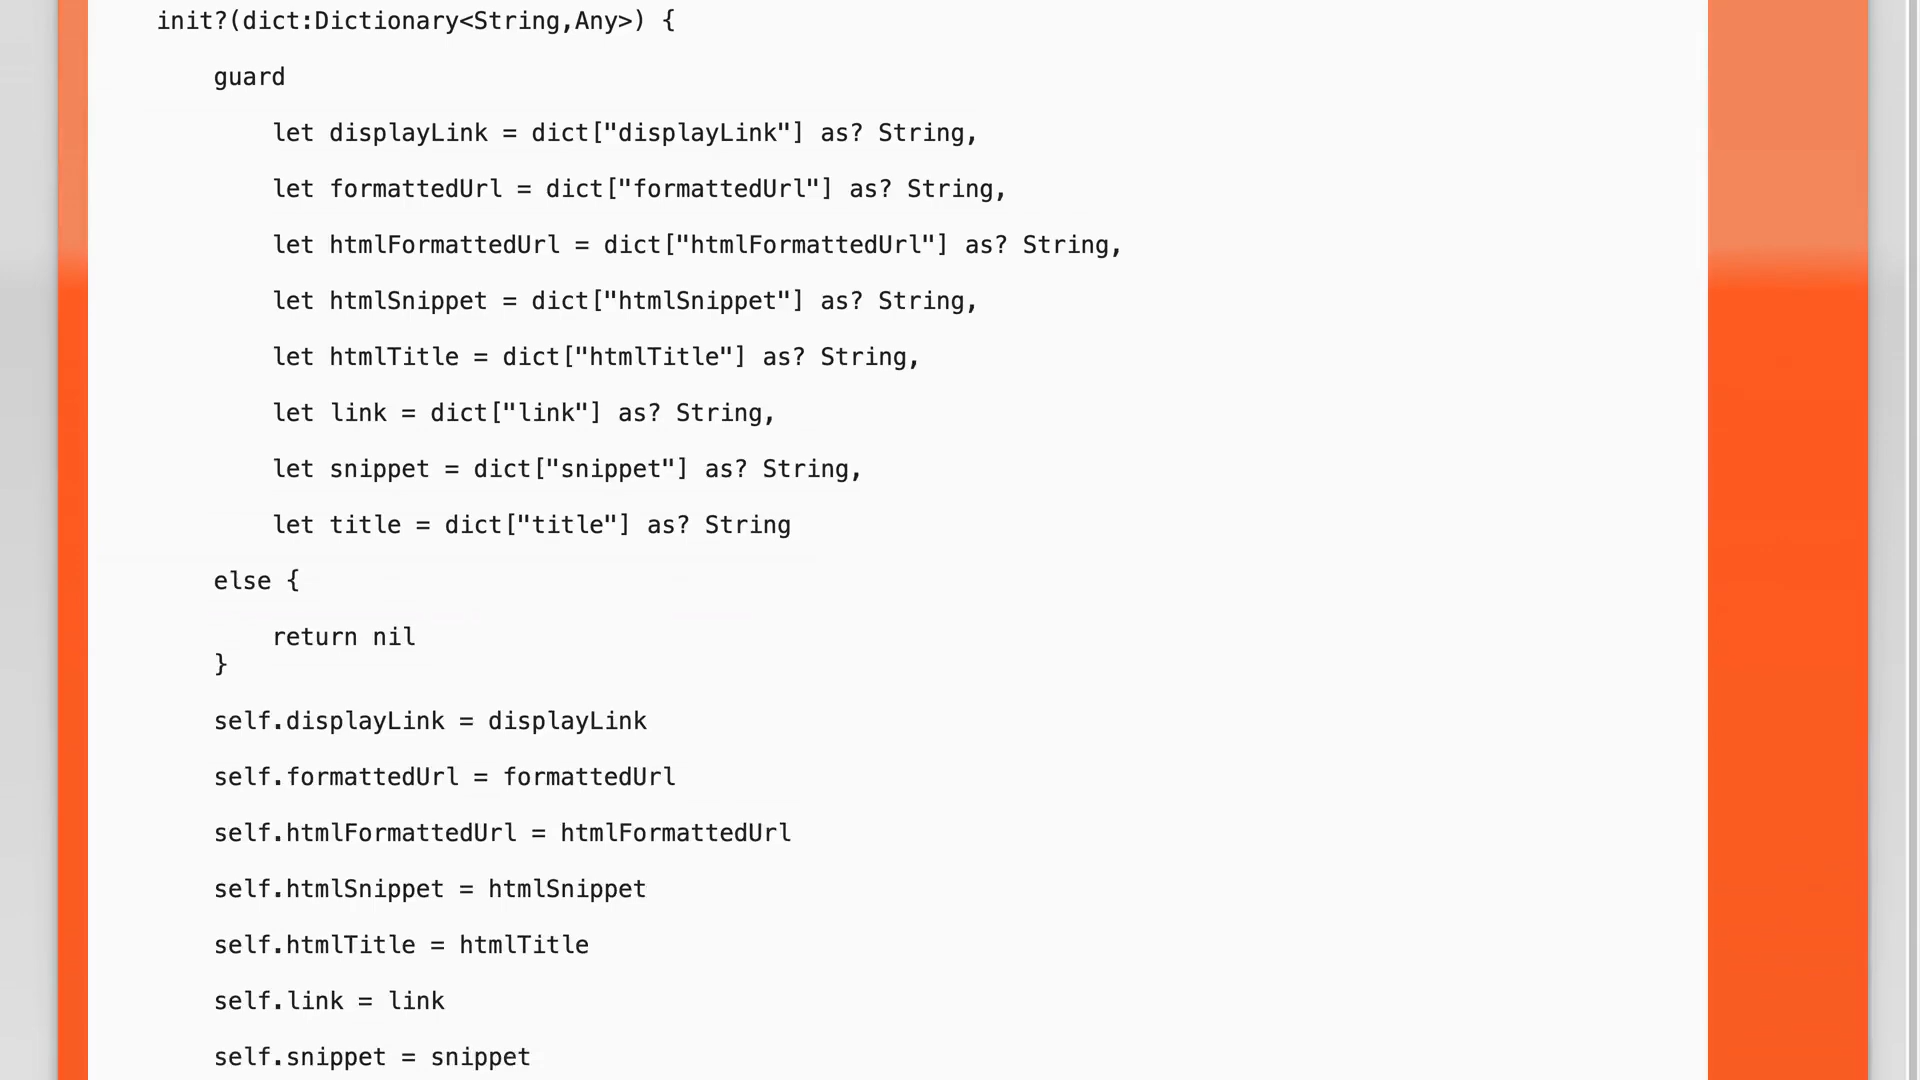 init?(dict:Dictionary<String,Any>) {
guard
let displayLink = dict["displayLink"] as? String,
let formattedUrl = dict["formattedUrl"] as? String,
let htmlFormattedUrl = dict["htmlFormattedUrl"] as? String,
let htmlSnippet = dict["htmlSnippet"] as? String,
let htmlTitle = dict["htmlTitle"] as? String,
let link = dict["link"] as? String,
let snippet = dict["snippet"] as? String,
let title = dict["title"] as? String
else {
return nil
}
self.displayLink = displayLink
self.formattedUrl = formattedUrl
self.htmlFormattedUrl = htmlFormattedUrl
self.htmlSnippet = htmlSnippet
self.htmlTitle = htmlTitle
self.link = link
self.snippet = snippet